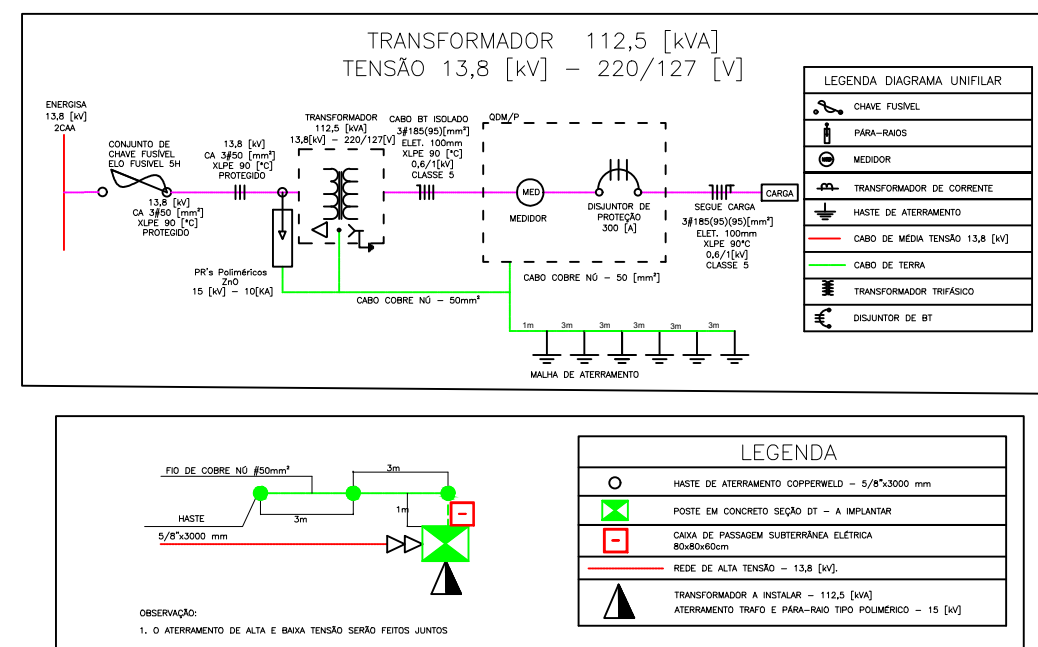 TRANSFORMADOR 112,5 [kVA]
TENSÃO 13,8 [kV] – 220/127 [V]
ENERGISA
13,8 [kV]
2CAA
CONJUNTO DE
CHAVE FUSÍVEL
ELO FUSIVEL 5H
13,8 [kV]
CA 3#50 [mm²]
XLPE 90 [°C]
PROTEGIDO
13,8 [kV]
CA 3#50 [mm²]
XLPE 90 [°C]
PROTEGIDO
PR's Poliméricos
ZnO
15 [kV] – 10[KA]
TRANSFORMADOR
112,5 [kVA]
13,8[kV] – 220/127[V]
CABO BT ISOLADO
3#185(95)[mm²]
ELET. 100mm
XLPE 90 [°C]
0,6/1[kV]
CLASSE 5
QDM/P
MED
MEDIDOR
DISJUNTOR DE
PROTEÇÃO
300 [A]
SEGUE CARGA
3#185(95)(95)[mm²]
ELET. 100mm
XLPE 90°C
0,6/1[kV]
CLASSE 5
CARGA
CABO COBRE NÚ – 50mm²
CABO COBRE NÚ – 50 [mm²]
1m 3m 3m 3m 3m 3m
MALHA DE ATERRAMENTO
LEGENDA DIAGRAMA UNIFILAR
CHAVE FUSÍVEL
PÁRA–RAIOS
MED
MEDIDOR
TRANSFORMADOR DE CORRENTE
HASTE DE ATERRAMENTO
CABO DE MÉDIA TENSÃO 13,8 [kV]
CABO DE TERRA
TRANSFORMADOR TRIFÁSICO
DISJUNTOR DE BT
FIO DE COBRE NÚ #50mm²
3m
3m
1m
HASTE
5/8"x3000 mm
OBSERVAÇÃO:
1. O ATERRAMENTO DE ALTA E BAIXA TENSÃO SERÃO FEITOS JUNTOS
LEGENDA
HASTE DE ATERRAMENTO COPPERWELD – 5/8"x3000 mm
POSTE EM CONCRETO SEÇÃO DT – A IMPLANTAR
CAIXA DE PASSAGEM SUBTERRÂNEA ELÉTRICA
80x80x60cm
REDE DE ALTA TENSÃO – 13,8 [kV].
TRANSFORMADOR A INSTALAR – 112,5 [kVA]
ATERRAMENTO TRAFO E PÁRA–RAIO TIPO POLIMÉRICO – 15 [kV]